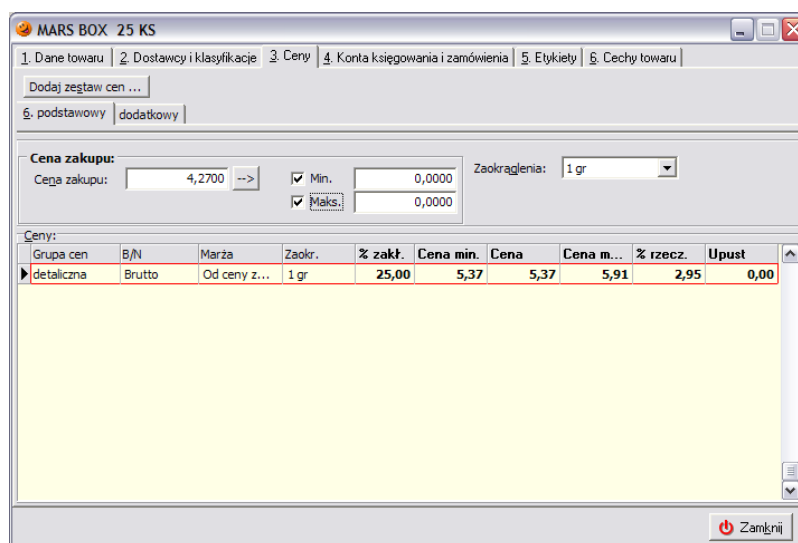 MARS BOX 25 KS
1. Dane towaru 2. Dostawcy i klasyfikacje 3. Ceny 4. Konta księgowania i zamówienia 5. Etykiety 6. Cechy towaru
Dodaj zestaw cen ...
6. podstawowy dodatkowy
Cena zakupu:
Cena zakupu: 4,2700 --> Min. 0,0000 Zaokrąglenia: 1 gr
Maks. 0,0000
Ceny:
Grupa cen B/N Marża Zaokr. % zakł. Cena min. Cena Cena m... % rzecz. Upust
detaliczna Brutto Od ceny z... 1 gr 25,00 5,37 5,37 5,91 2,95 0,00
Zamknij